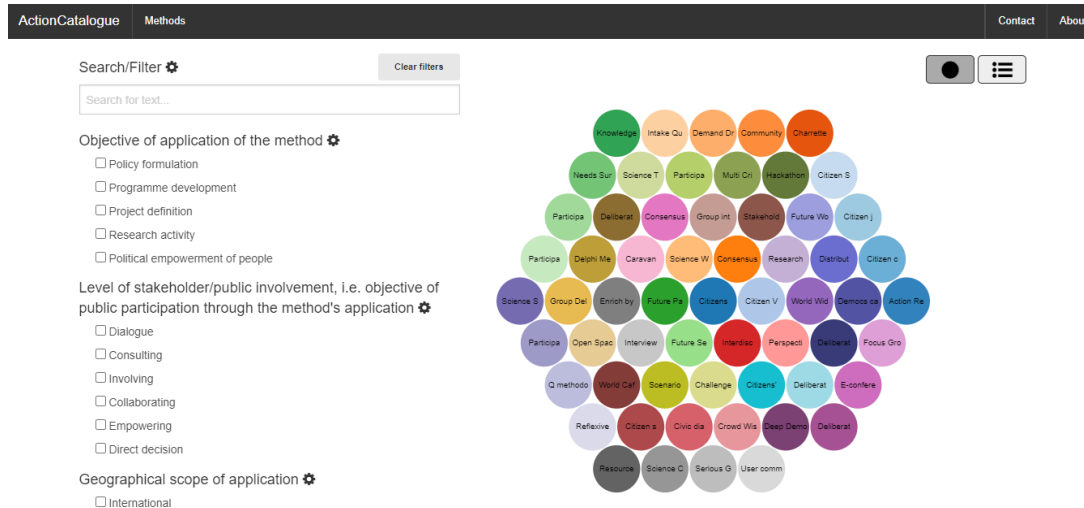 ActionCatalogue Methods Contact Abou
Search/Filter Clear filters
Search for text...
Objective of application of the method
Policy formulation
Programme development
Project definition
Research activity
Political empowerment of people
Level of stakeholder/public involvement, i.e. objective of
public participation through the method's application
Dialogue
Consulting
Involving
Collaborating
Empowering
Direct decision
Geographical scope of application
International
Knowledge Intake Qu Demand Dr Community Charrette
Needs Sur Science T Participa Multi Cri Hackathon Citizen S
Participa Deliberat Consensus Group int Stakehold Future Wo Citizen j
Participa Delphi Me Caravan Science W Consensus Research Distribut Citizen c
Science S Group Del Enrich by Future Pa Citizens Citizen V World Wid Democs ca Action Re
Participa Open Spac Interview Future Se Interdisc Perspecti Deliberat Focus Gro
Q methodo World Caf Scenario Challenge Citizens' Deliberat E-confere
Reflexive Citizen s Civic dia Crowd Wis Deep Demo Deliberat
Resource Science C Serious G User comm